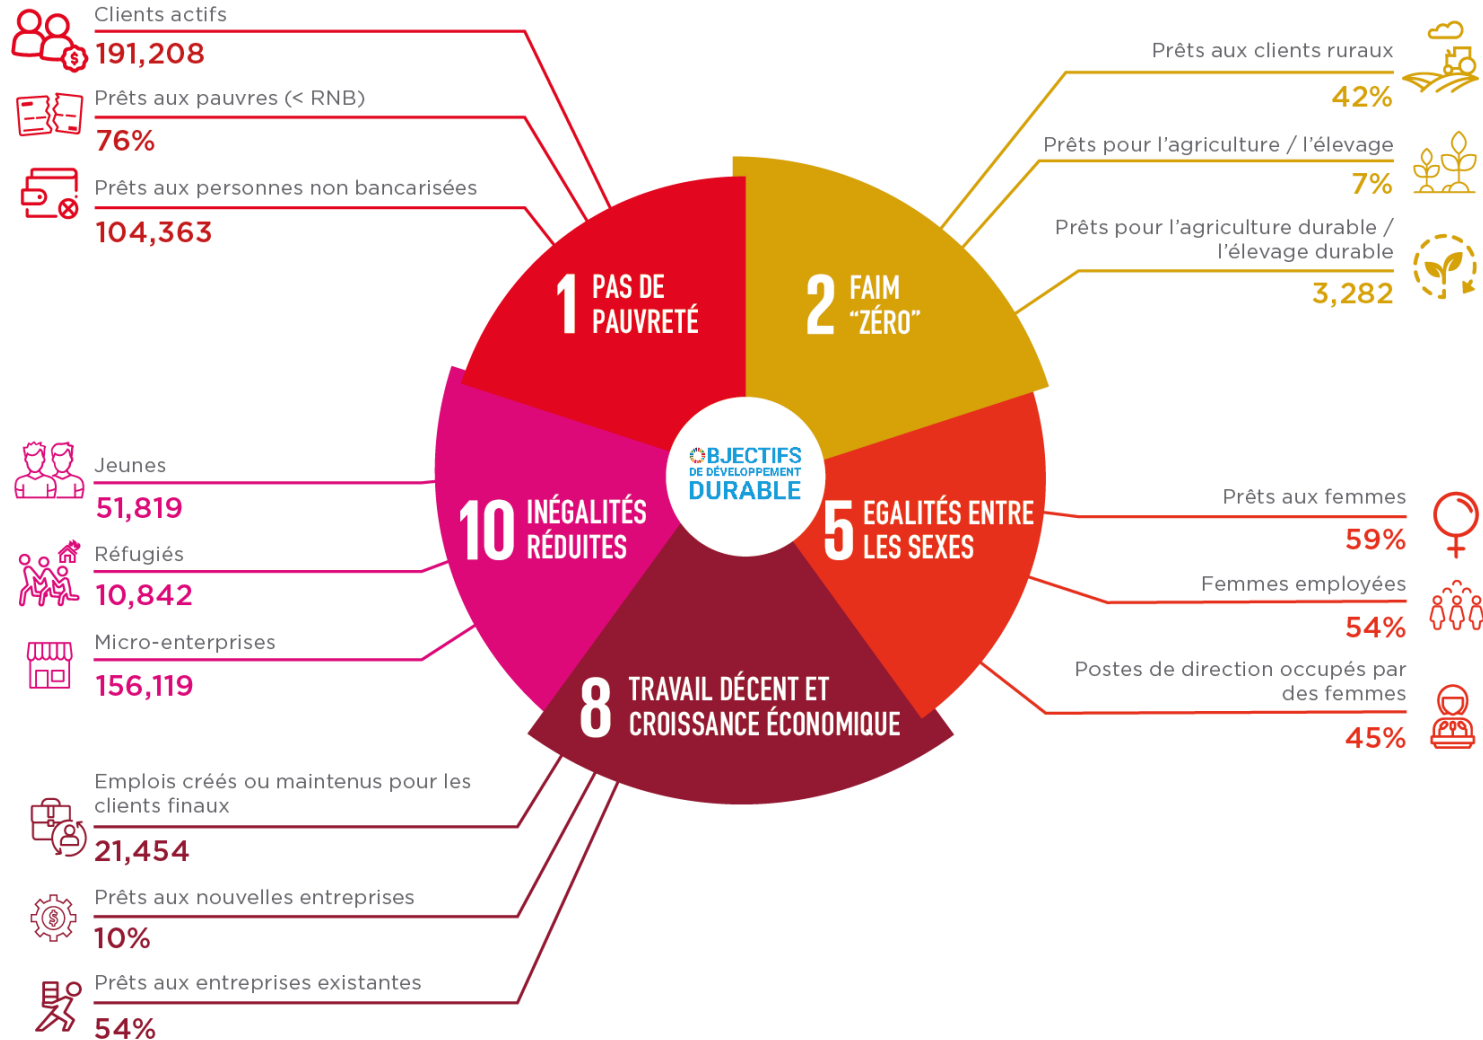 Clients actifs
191,208
Prêts aux pauvres (< RNB)
76%
Prêts aux personnes non bancarisées
104,363
Prêts aux clients ruraux
42%
Prêts pour l’agriculture / l’élevage
7%
Prêts pour l’agriculture durable /
l’élevage durable
3,282
1 PAS DE
PAUVRETÉ
2 FAIM
“ZÉRO”
OBJECTIFS
DE DÉVELOPPEMENT
DURABLE
10 INÉGALITÉS
RÉDUITES
5 EGALITÉS ENTRE
LES SEXES
8 TRAVAIL DÉCENT ET
CROISSANCE ÉCONOMIQUE
Jeunes
51,819
Réfugiés
10,842
Micro-enterprises
156,119
Prêts aux femmes
59%
Femmes employées
54%
Postes de direction occupés par
des femmes
45%
Emplois créés ou maintenus pour les
clients finaux
21,454
Prêts aux nouvelles entreprises
10%
Prêts aux entreprises existantes
54%